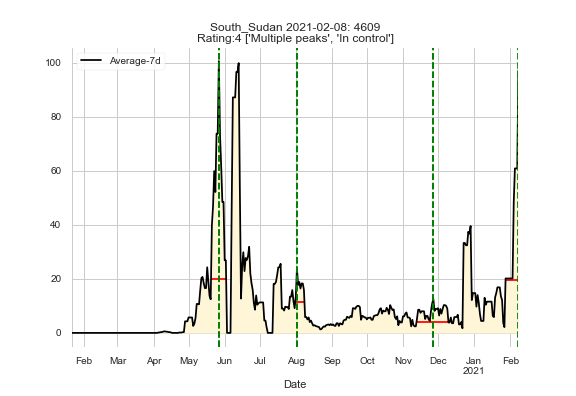 South_Sudan 2021-02-08: 4609
Rating:4 ['Multiple peaks', 'In control']
Average-7d
100
80
60
40
20
0
Feb Mar Apr May Jun Jul Aug Sep Oct Nov Dec Jan Feb
2021
Date